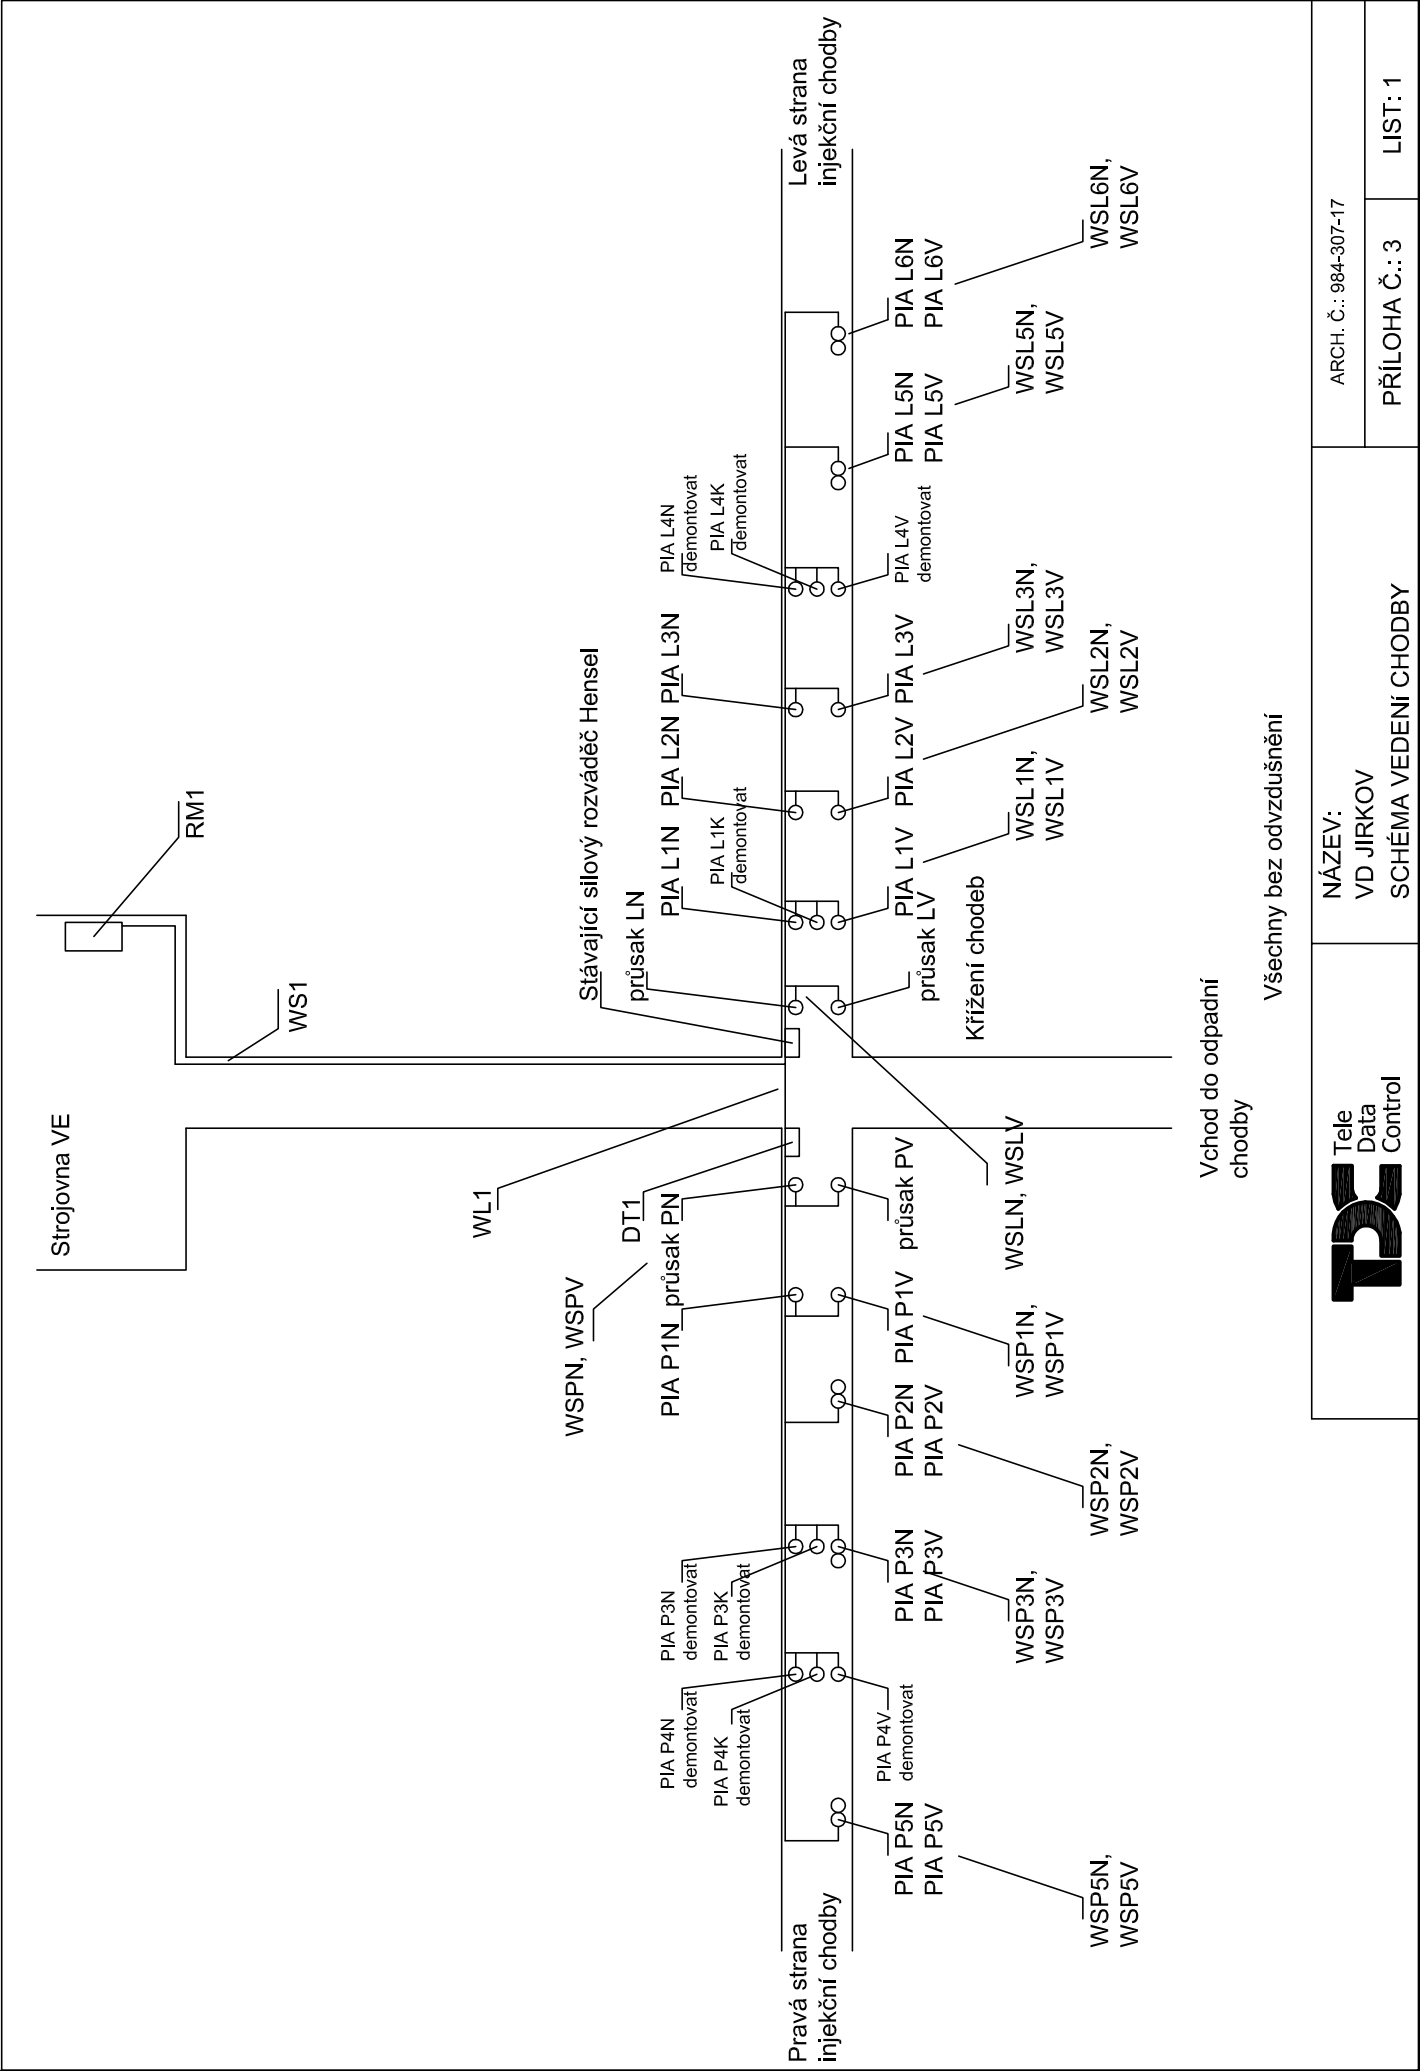 Strojovna VE
RM1
WS1
WL1
DT1
WSPN, WSPV
Stávající silový rozváděč Hensel
průsak LN
PIA P1N
průsak PN
PIA L1N
PIA L2N
PIA L3N
PIA L1K
demontovat
PIA L4N
demontovat
PIA L4K
demontovat
PIA P4N
demontovat
PIA P4K
demontovat
PIA P3N
demontovat
PIA P3K
demontovat
Pravá strana
injekční chodby
Levá strana
injekční chodby
PIA P5N
PIA P5V
PIA P4V
demontovat
PIA P3N
PIA P3V
PIA P2N
PIA P2V
PIA P1V
průsak PV
průsak LV
PIA L1V
PIA L2V
PIA L3V
PIA L4V
demontovat
PIA L5N
PIA L5V
PIA L6N
PIA L6V
Křížení chodeb
WSP5N,
WSP5V
WSP3N,
WSP3V
WSP2N,
WSP2V
WSP1N,
WSP1V
WSLN, WSLV
WSL1N,
WSL1V
WSL2N,
WSL2V
WSL3N,
WSL3V
WSL5N,
WSL5V
WSL6N,
WSL6V
Vchod do odpadní
chodby
Všechny bez odvzdušnění
TDC
Tele
Data
Control
NÁZEV:
VD JIRKOV
SCHÉMA VEDENÍ CHODBY
ARCH. Č.: 984-307-17
PŘÍLOHA Č.: 3
LIST: 1